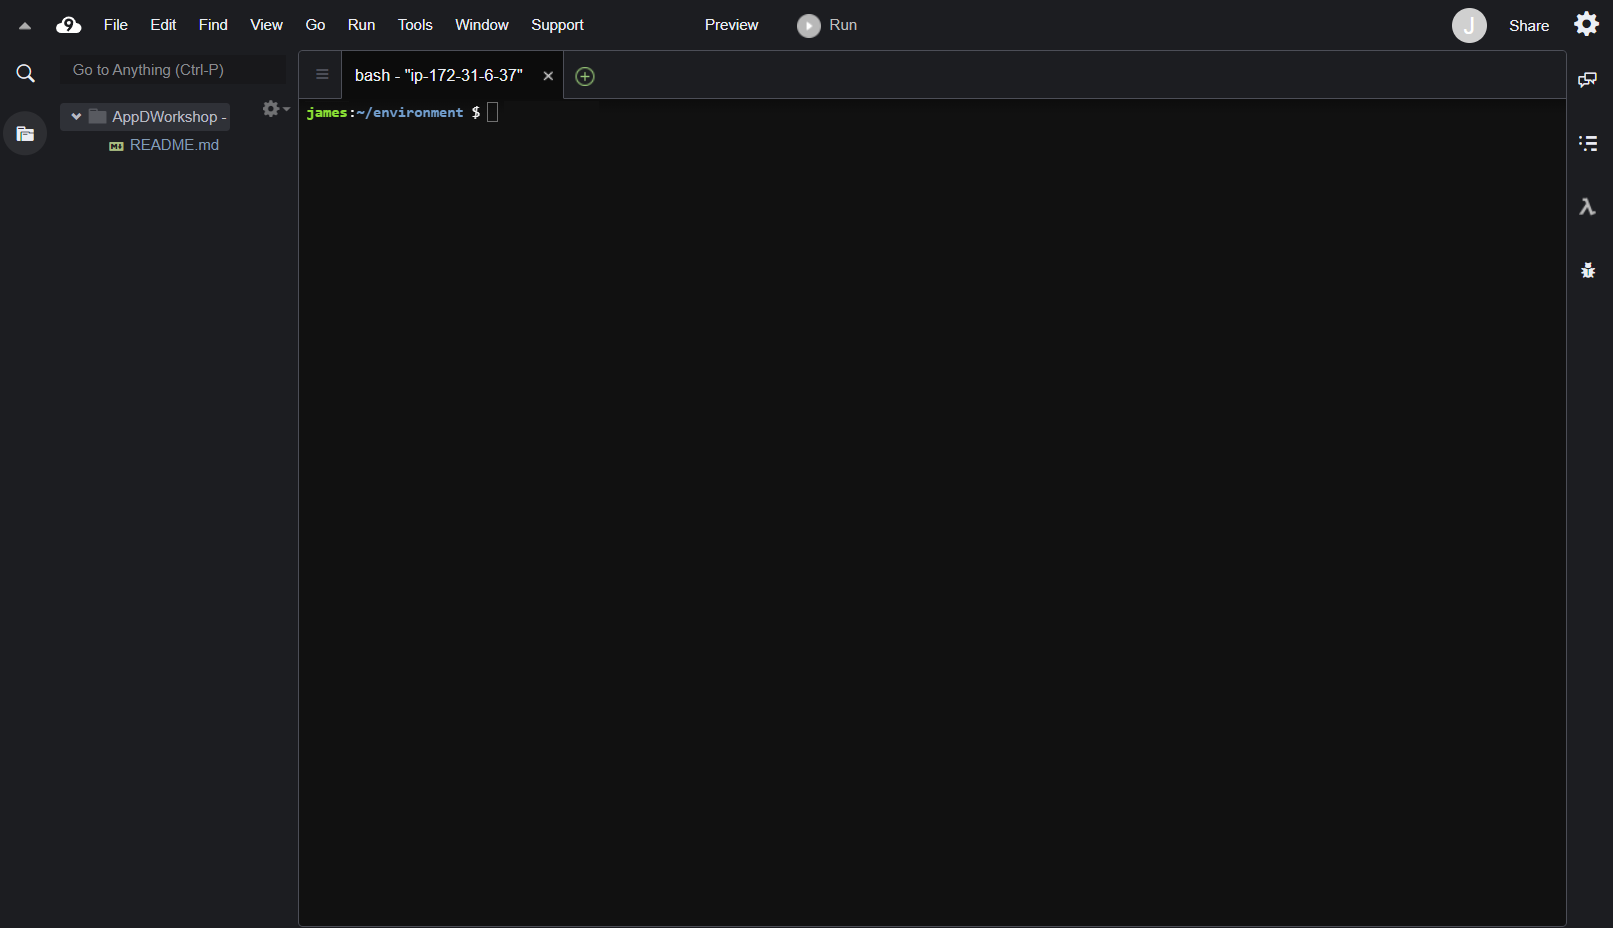 9 File Edit Find View Go Run Tools Window Support Preview Run J Share
Go to Anything (Ctrl-P)
bash - "ip-172-31-6-37"
AppDWorkshop -
README.md
james:~/environment $
λ